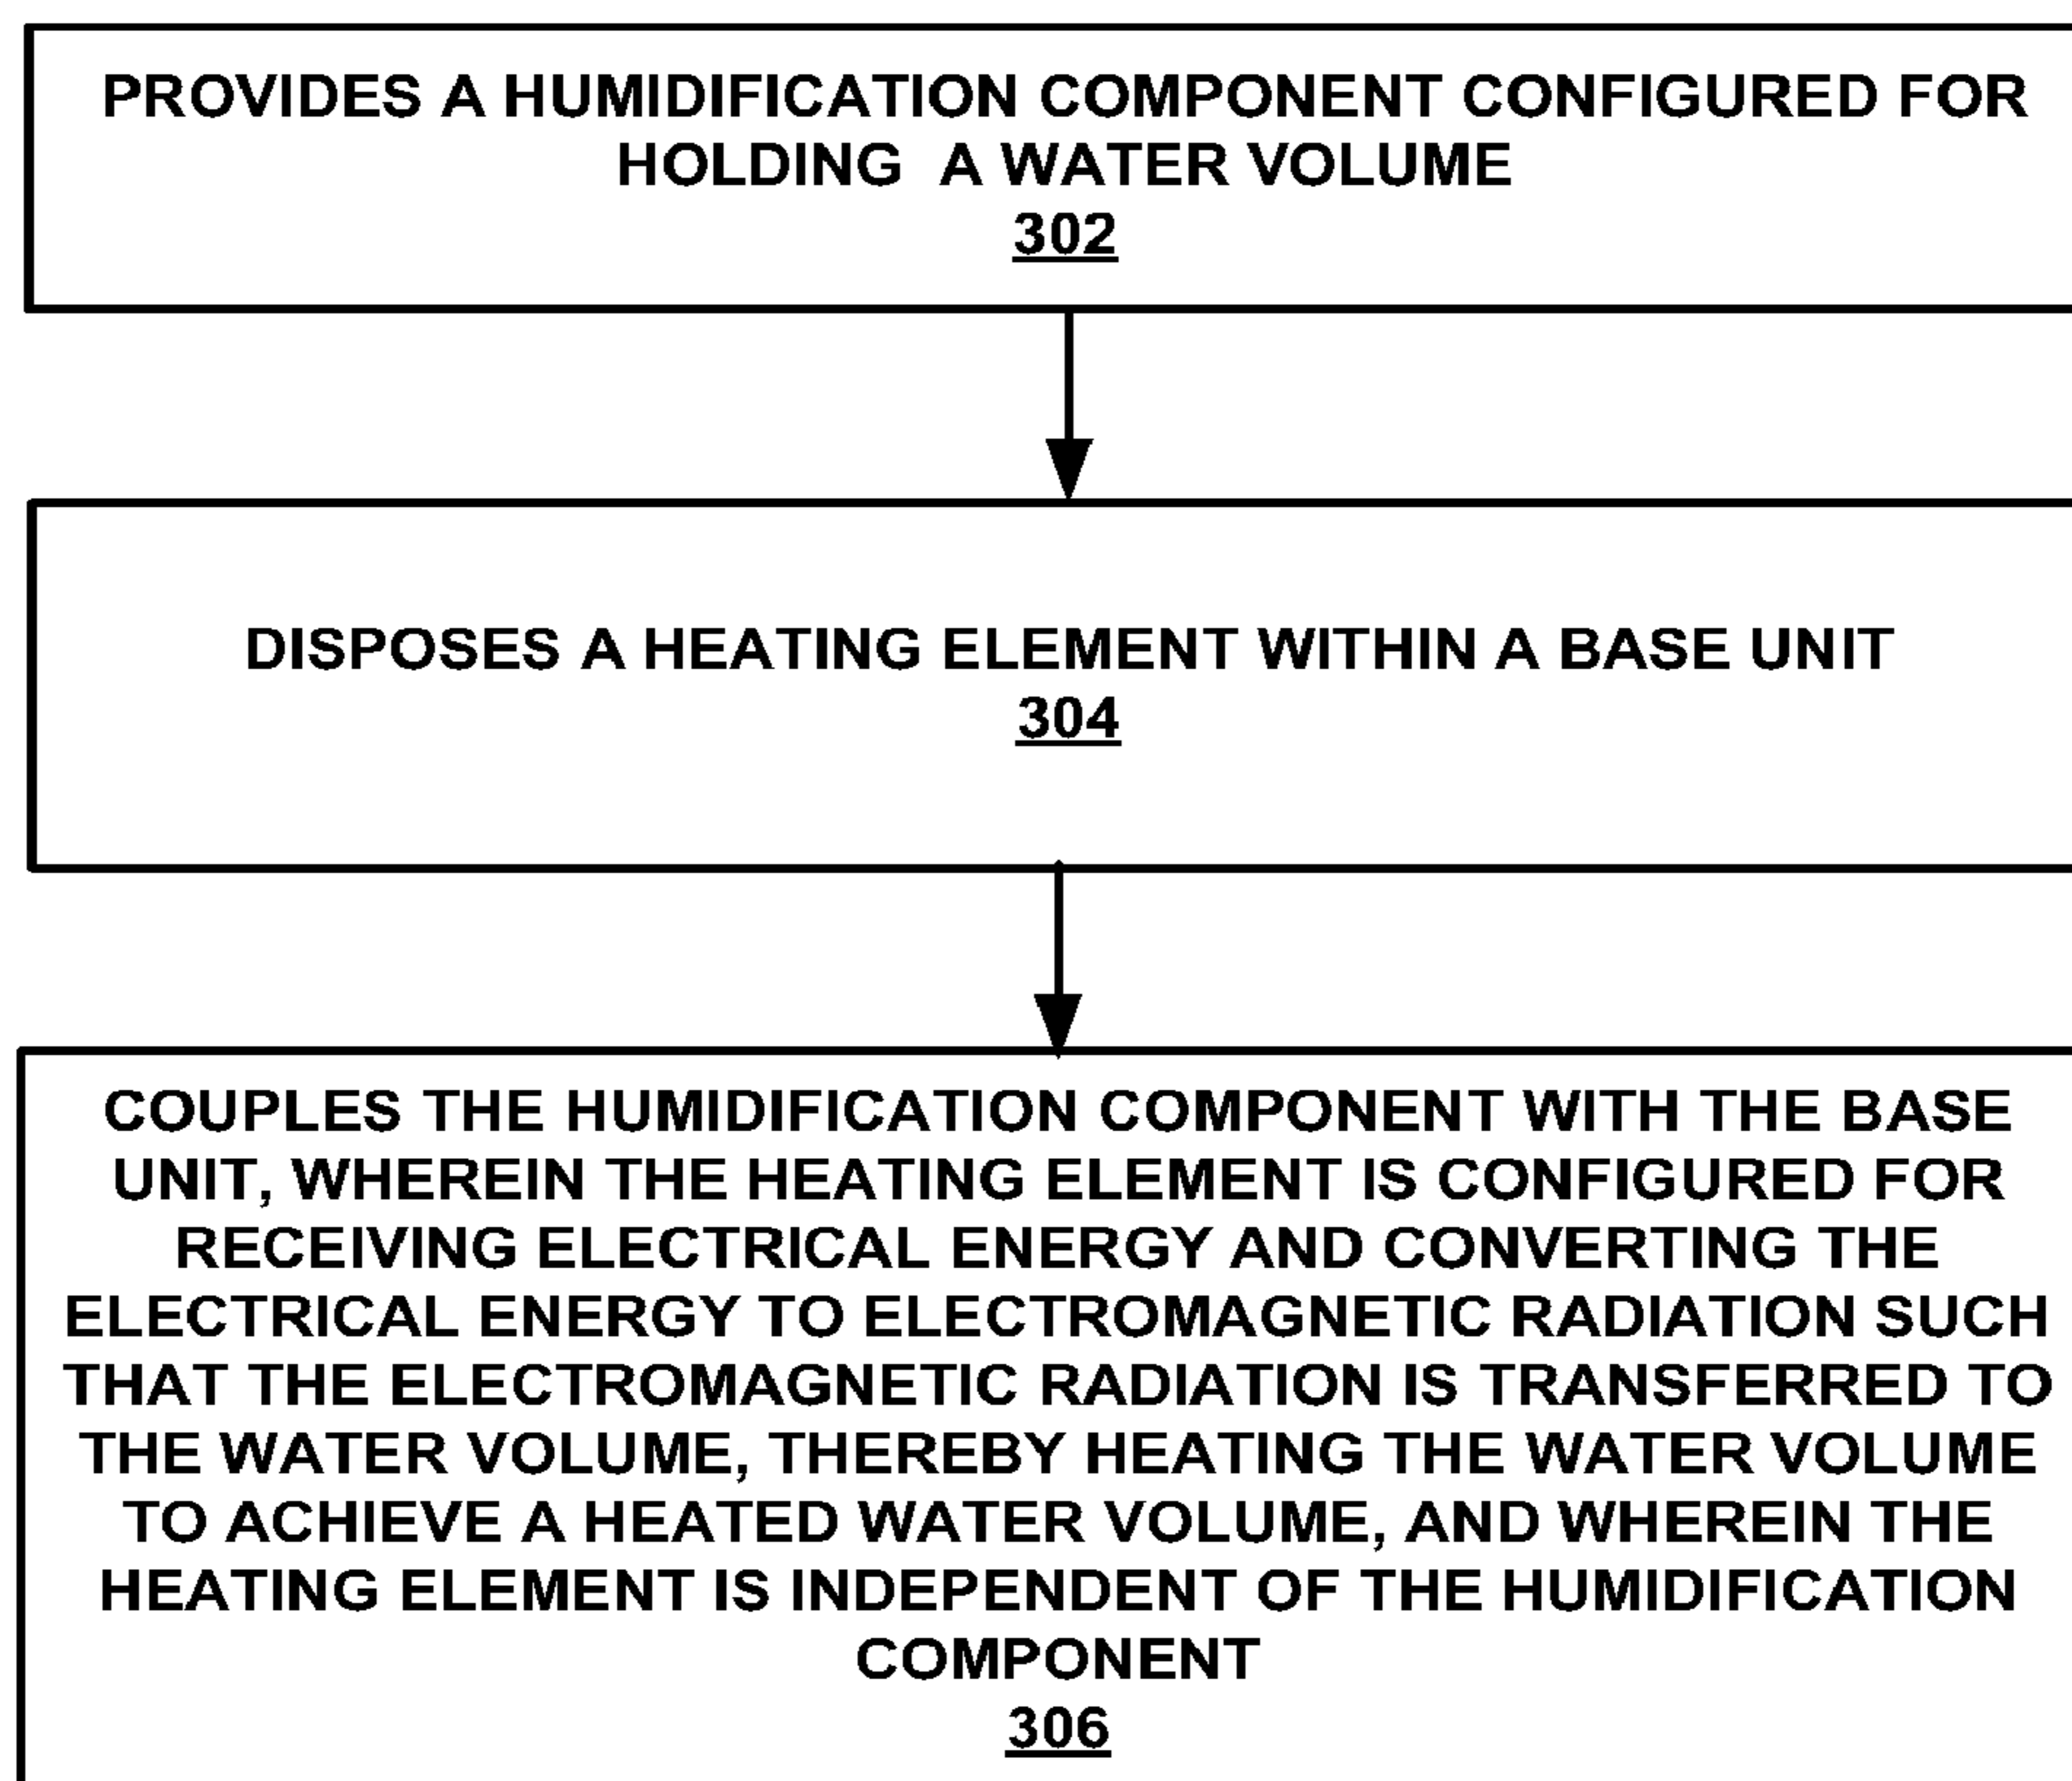 PROVIDES A HUMIDIFICATION COMPONENT CONFIGURED FOR
HOLDING A WATER VOLUME
302
DISPOSES A HEATING ELEMENT WITHIN A BASE UNIT
304
COUPLES THE HUMIDIFICATION COMPONENT WITH THE BASE
UNIT, WHEREIN THE HEATING ELEMENT IS CONFIGURED FOR
RECEIVING ELECTRICAL ENERGY AND CONVERTING THE
ELECTRICAL ENERGY TO ELECTROMAGNETIC RADIATION SUCH
THAT THE ELECTROMAGNETIC RADIATION IS TRANSFERRED TO
THE WATER VOLUME, THEREBY HEATING THE WATER VOLUME
TO ACHIEVE A HEATED WATER VOLUME, AND WHEREIN THE
HEATING ELEMENT IS INDEPENDENT OF THE HUMIDIFICATION
COMPONENT
306